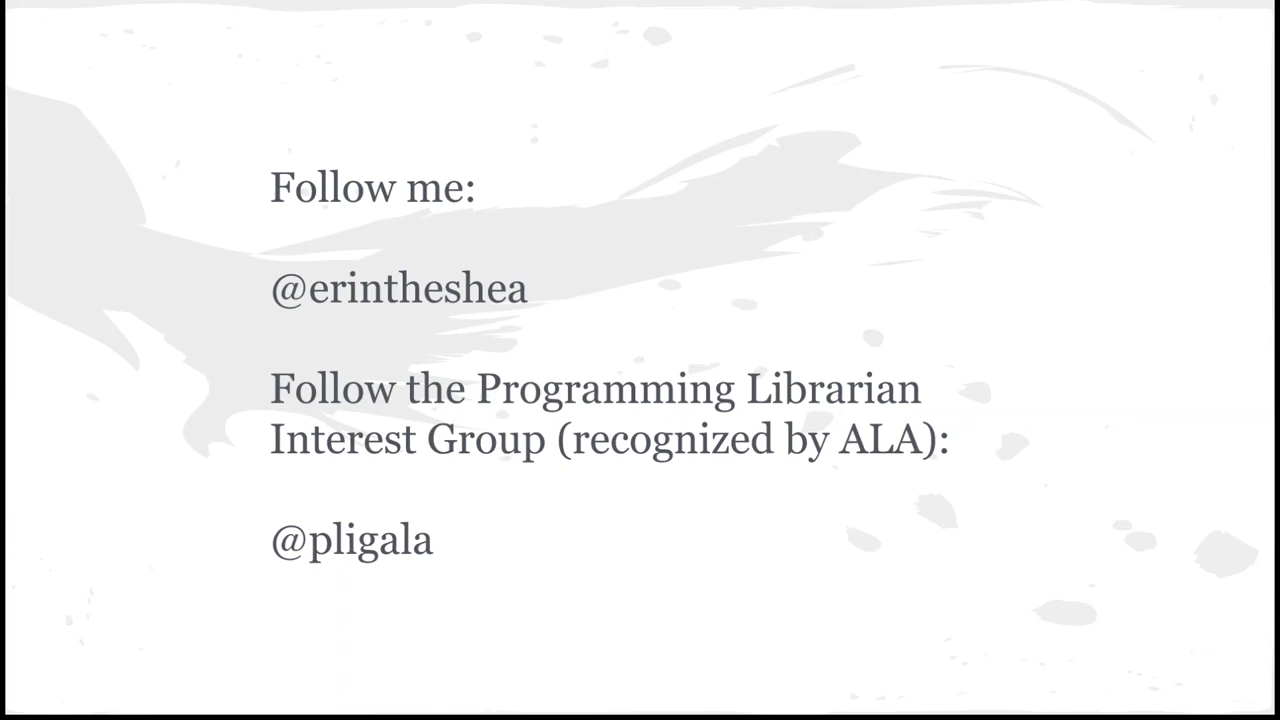 Follow me:
@erintheshea
Follow the Programming Librarian
Interest Group (recognized by ALA):
@pligala